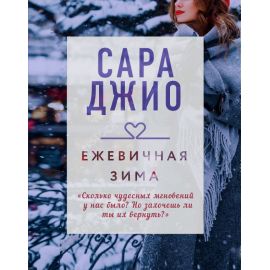 САРА
ДЖИО
ЕЖЕВИЧНАЯ
ЗИМА
«Сколько чудесных мгновений
у нас было? Но захочешь ли
ты их вернуть?»